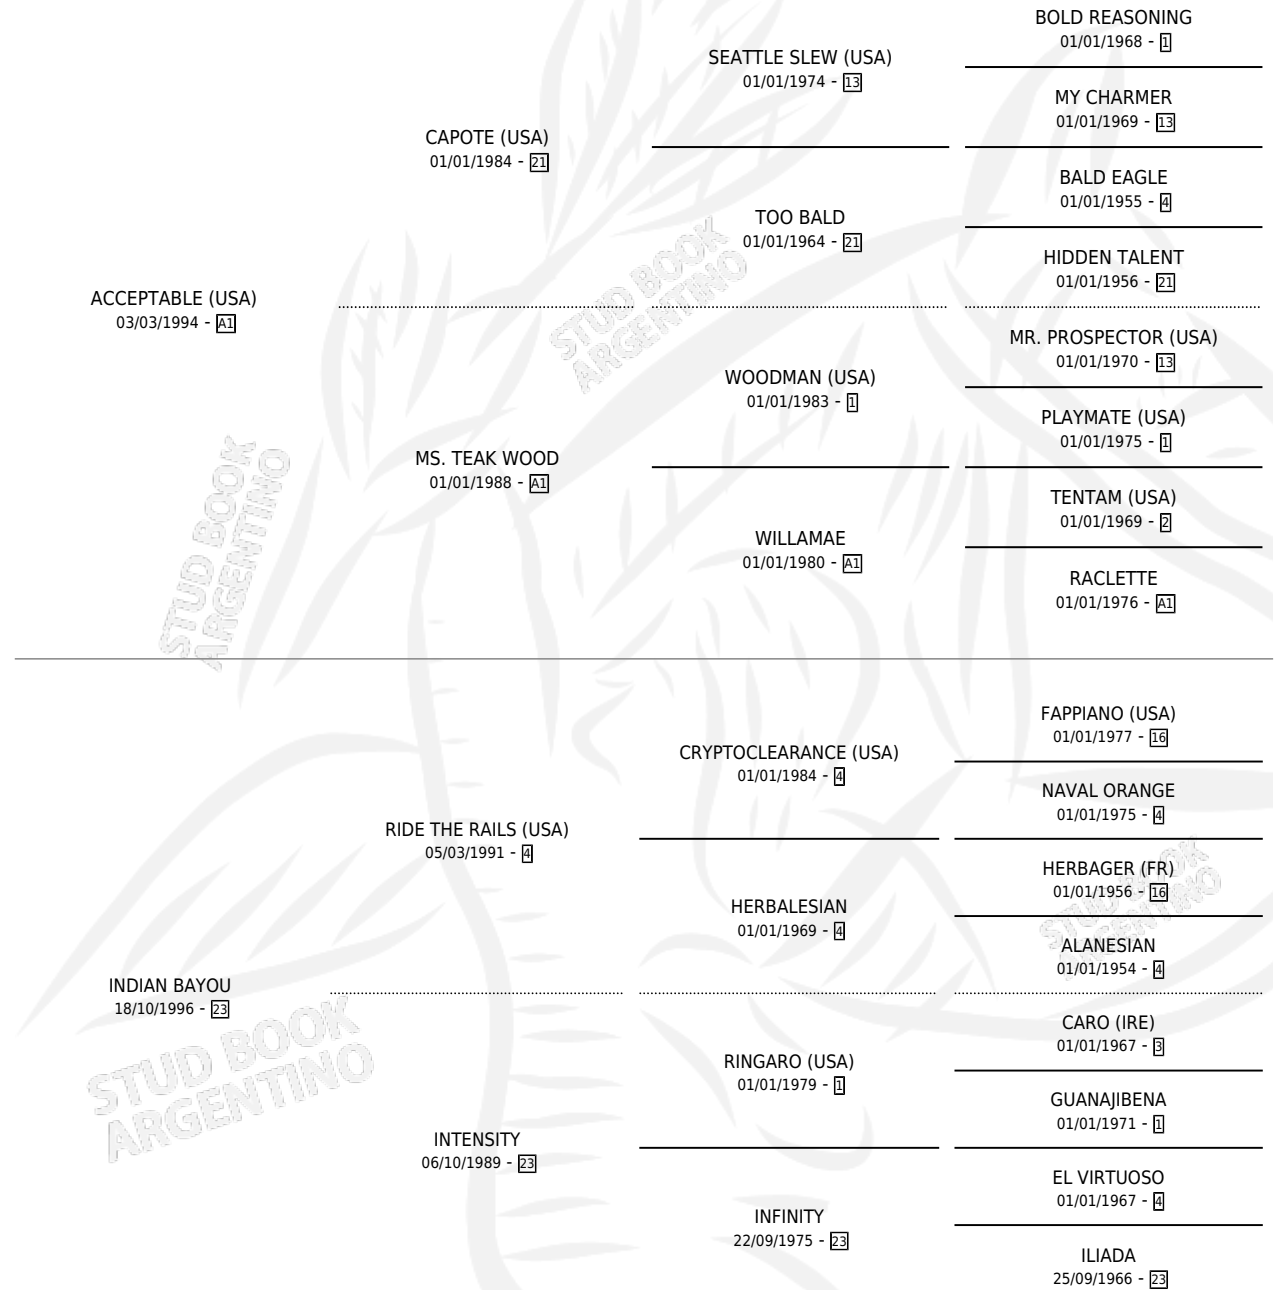 BOLD REASONING
01/01/1968 - 1
SEATTLE SLEW (USA)
01/01/1974 - 13
MY CHARMER
01/01/1969 - 13
CAPOTE (USA)
01/01/1984 - 21
BALD EAGLE
01/01/1955 - 4
TOO BALD
01/01/1964 - 21
HIDDEN TALENT
01/01/1956 - 21
ACCEPTABLE (USA)
03/03/1994 - A1
MR. PROSPECTOR (USA)
01/01/1970 - 13
WOODMAN (USA)
01/01/1983 - 1
PLAYMATE (USA)
01/01/1975 - 1
MS. TEAK WOOD
01/01/1988 - A1
TENTAM (USA)
01/01/1969 - 2
WILLAMAE
01/01/1980 - A1
RACLETTE
01/01/1976 - A1
FAPPIANO (USA)
01/01/1977 - 16
CRYPTOCLEARANCE (USA)
01/01/1984 - 4
NAVAL ORANGE
01/01/1975 - 4
RIDE THE RAILS (USA)
05/03/1991 - 4
HERBAGER (FR)
01/01/1956 - 16
HERBALESIAN
01/01/1969 - 4
ALANESIAN
01/01/1954 - 4
INDIAN BAYOU
18/10/1996 - 23
CARO (IRE)
01/01/1967 - 3
RINGARO (USA)
01/01/1979 - 1
GUANAJIBENA
01/01/1971 - 1
INTENSITY
06/10/1989 - 23
EL VIRTUOSO
01/01/1967 - 4
INFINITY
22/09/1975 - 23
ILIADA
25/09/1966 - 23
STUD BOOK
ARGENTINO
STUD BOOK
ARGENTINO
STUD BOOK
ARGENTINO
STUD BOOK
ARGENTINO